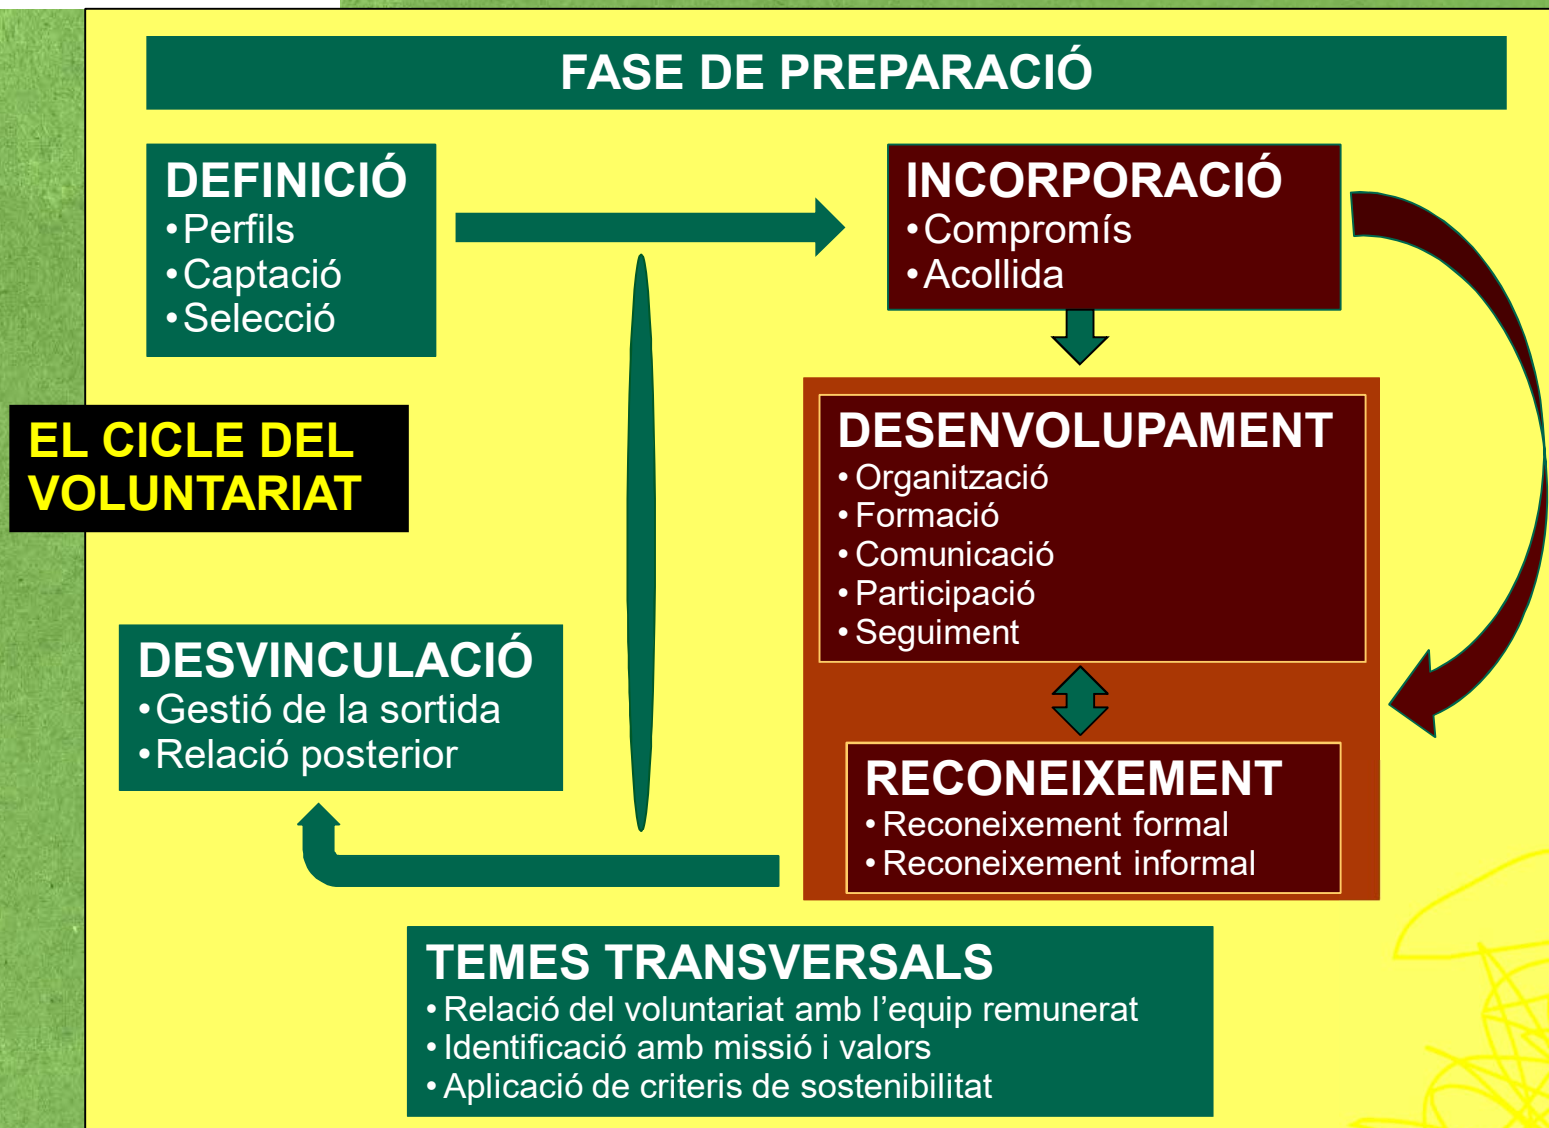 FASE DE PREPARACIÓ
DEFINICIÓ
•Perfils
•Captació
•Selecció
INCORPORACIÓ
•Compromís
•Acollida
EL CICLE DEL
VOLUNTARIAT
DESENVOLUPAMENT
•Organització
•Formació
•Comunicació
•Participació
•Seguiment
DESVINCULACIÓ
•Gestió de la sortida
•Relació posterior
RECONEIXEMENT
•Reconeixement formal
•Reconeixement informal
TEMES TRANSVERSALS
•Relació del voluntariat amb l’equip remunerat
•Identificació amb missió i valors
•Aplicació de criteris de sostenibilitat